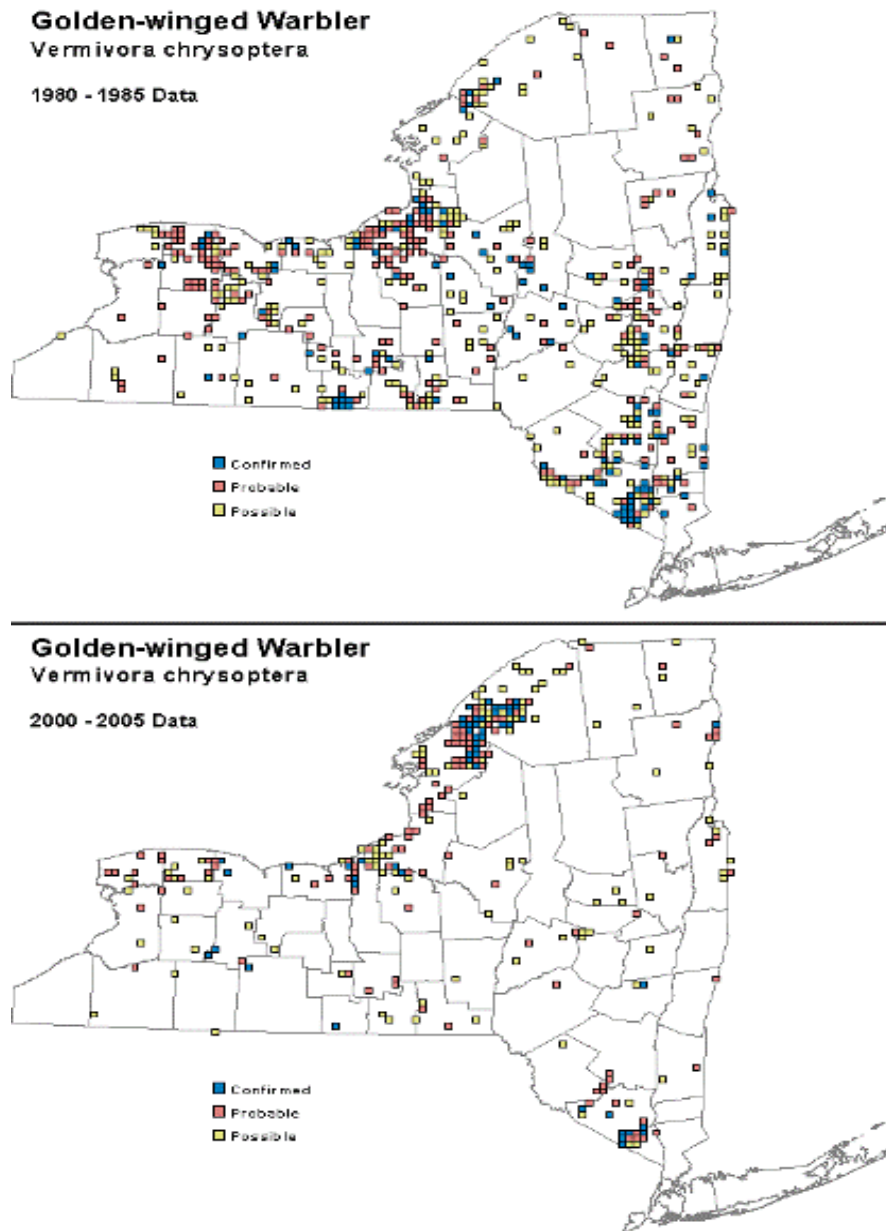 Golden-winged Warbler
Vermivora chrysoptera
1980 - 1985 Data
Confirmed
Probable
Possible
Golden-winged Warbler
Vermivora chrysoptera
2000 - 2005 Data
Confirmed
Probable
Possible